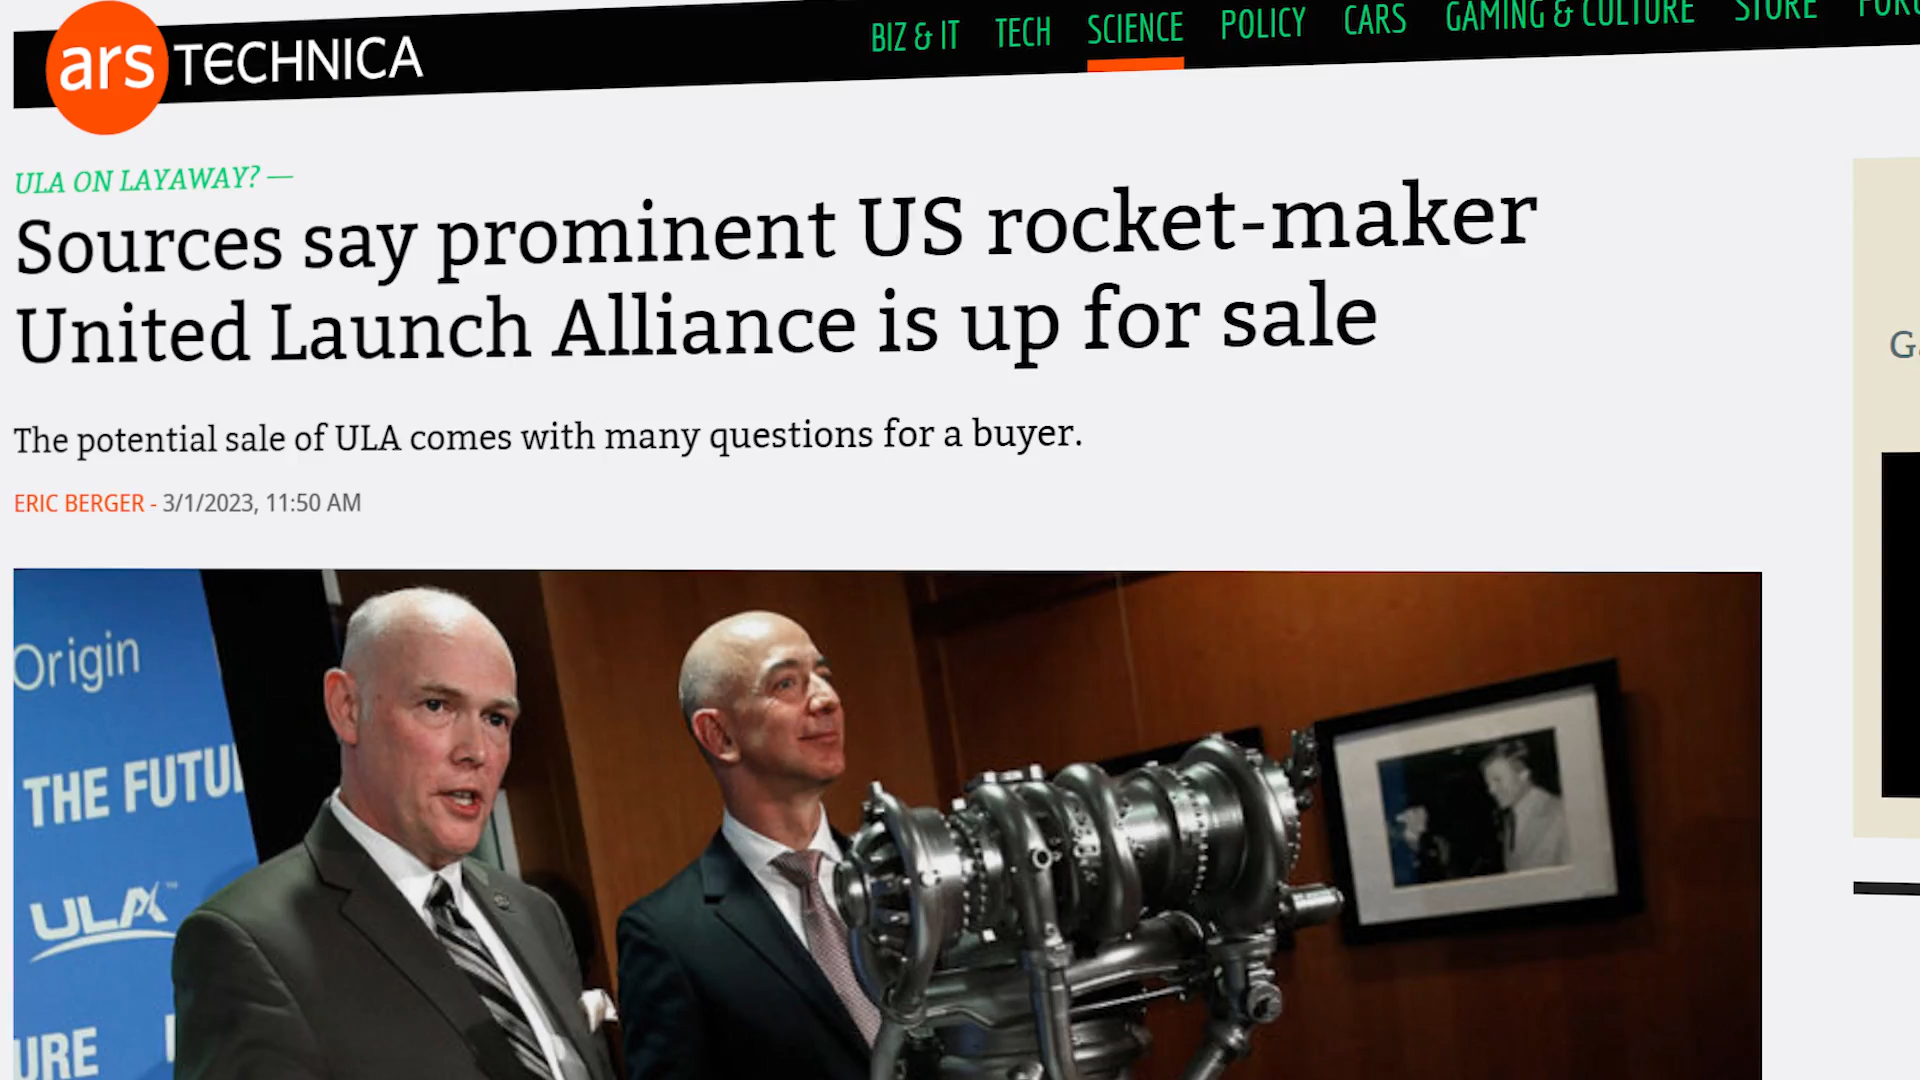 ars TECHNICA
BIZ & IT TECH SCIENCE POLICY CARS GAMING & CULTURE STORE
ULA ON LAYAWAY? —
Sources say prominent US rocket-maker
United Launch Alliance is up for sale
The potential sale of ULA comes with many questions for a buyer.
ERIC BERGER - 3/1/2023, 11:50 AM
Origin
THE FUTU
ULA™
URE